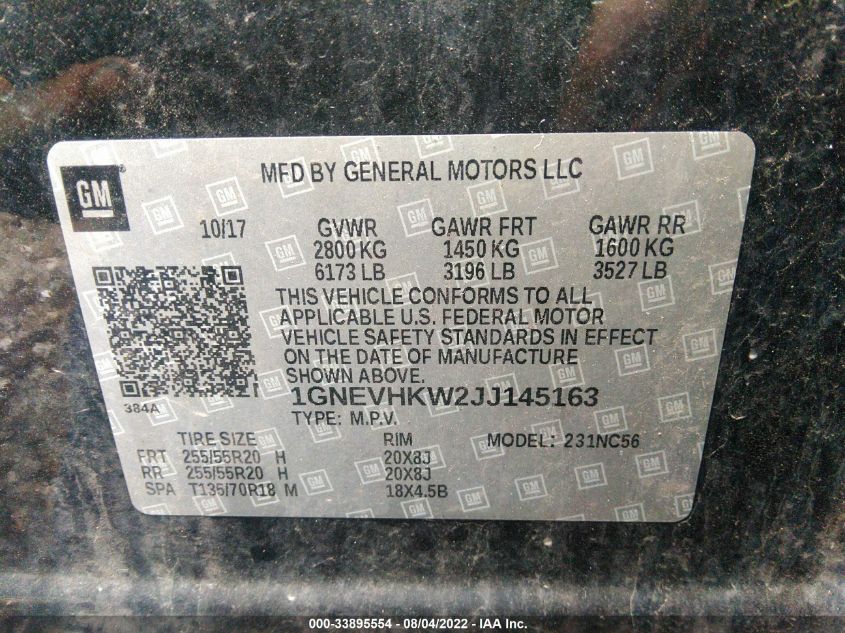 GM
MFD BY GENERAL MOTORS LLC
10/17 GVWR GAWR FRT GAWR RR
2800 KG 1450 KG 1600 KG
6173 LB 3196 LB 3527 LB
THIS VEHICLE CONFORMS TO ALL
APPLICABLE U.S. FEDERAL MOTOR
VEHICLE SAFETY STANDARDS IN EFFECT
ON THE DATE OF MANUFACTURE
SHOWN ABOVE.
384A
1GNEVHKW2JJ145163
TYPE: M.P.V.
TIRE SIZE RIM MODEL: 231NC56
FRT 255/55R20 H 20X8J
RR 255/55R20 H 20X8J
SPA T135/70R18 M 18X4.5B
000-33895554 - 08/04/2022 - IAA Inc.